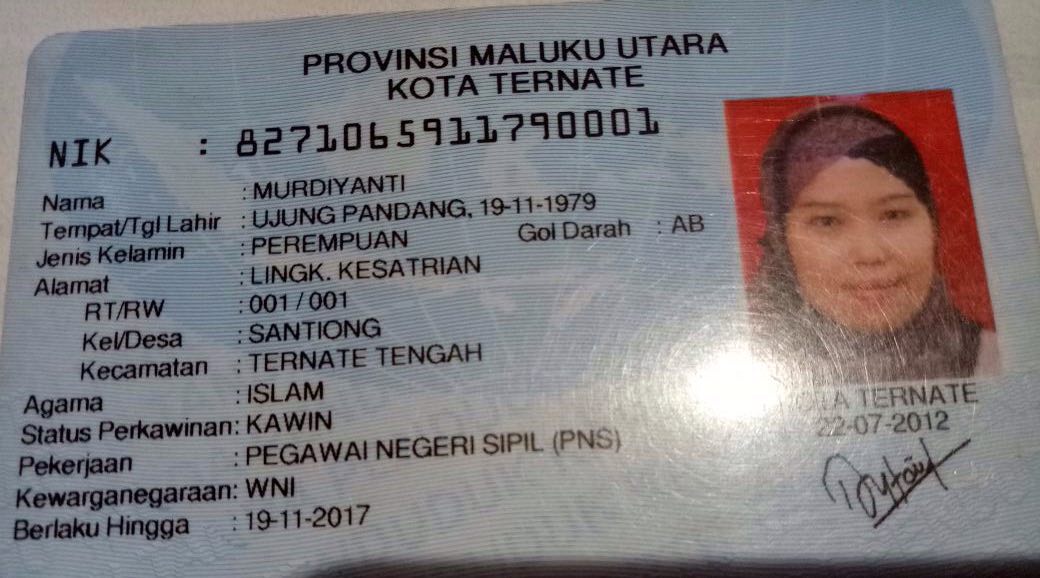 PROVINSI MALUKU UTARA
KOTA TERNATE
NIK : 8271065911790001
Nama : MURDIYANTI
Tempat/Tgl Lahir : UJUNG PANDANG, 19-11-1979
Jenis Kelamin : PEREMPUAN Gol Darah : AB
Alamat : LINGK. KESATRIAN
RT/RW : 001 / 001
Kel/Desa : SANTIONG
Kecamatan : TERNATE TENGAH
Agama : ISLAM
Status Perkawinan: KAWIN
Pekerjaan : PEGAWAI NEGERI SIPIL (PNS)
Kewarganegaraan: WNI
Berlaku Hingga : 19-11-2017
KOTA TERNATE
22-07-2012